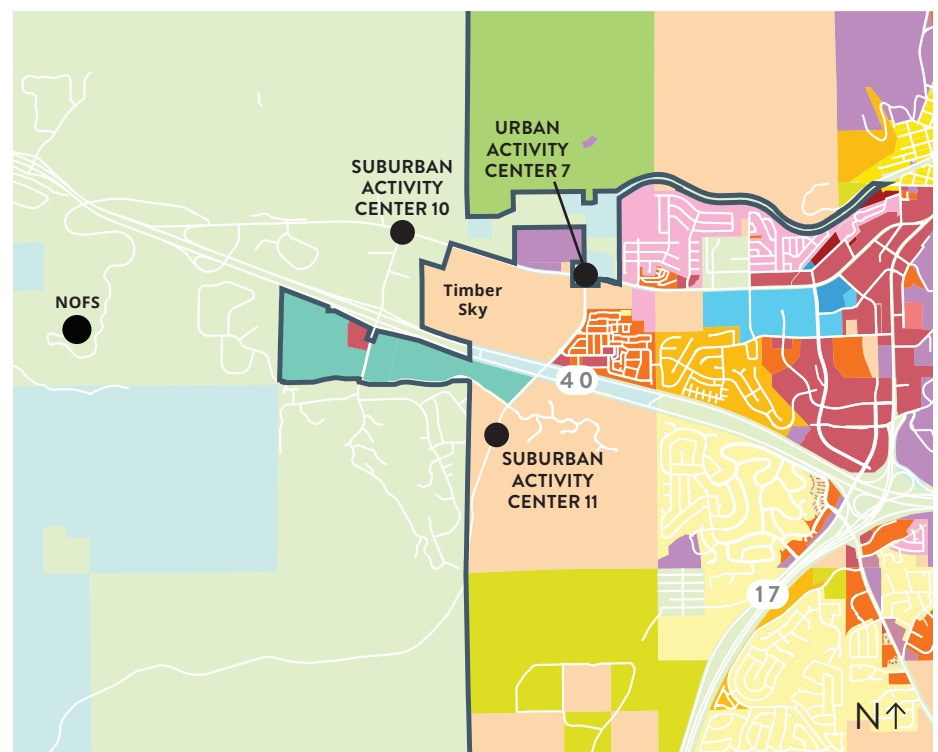 URBAN
ACTIVITY
CENTER 7
SUBURBAN
ACTIVITY
CENTER 10
NOFS
Timber
Sky
40
SUBURBAN
ACTIVITY
CENTER 11
17
N↑